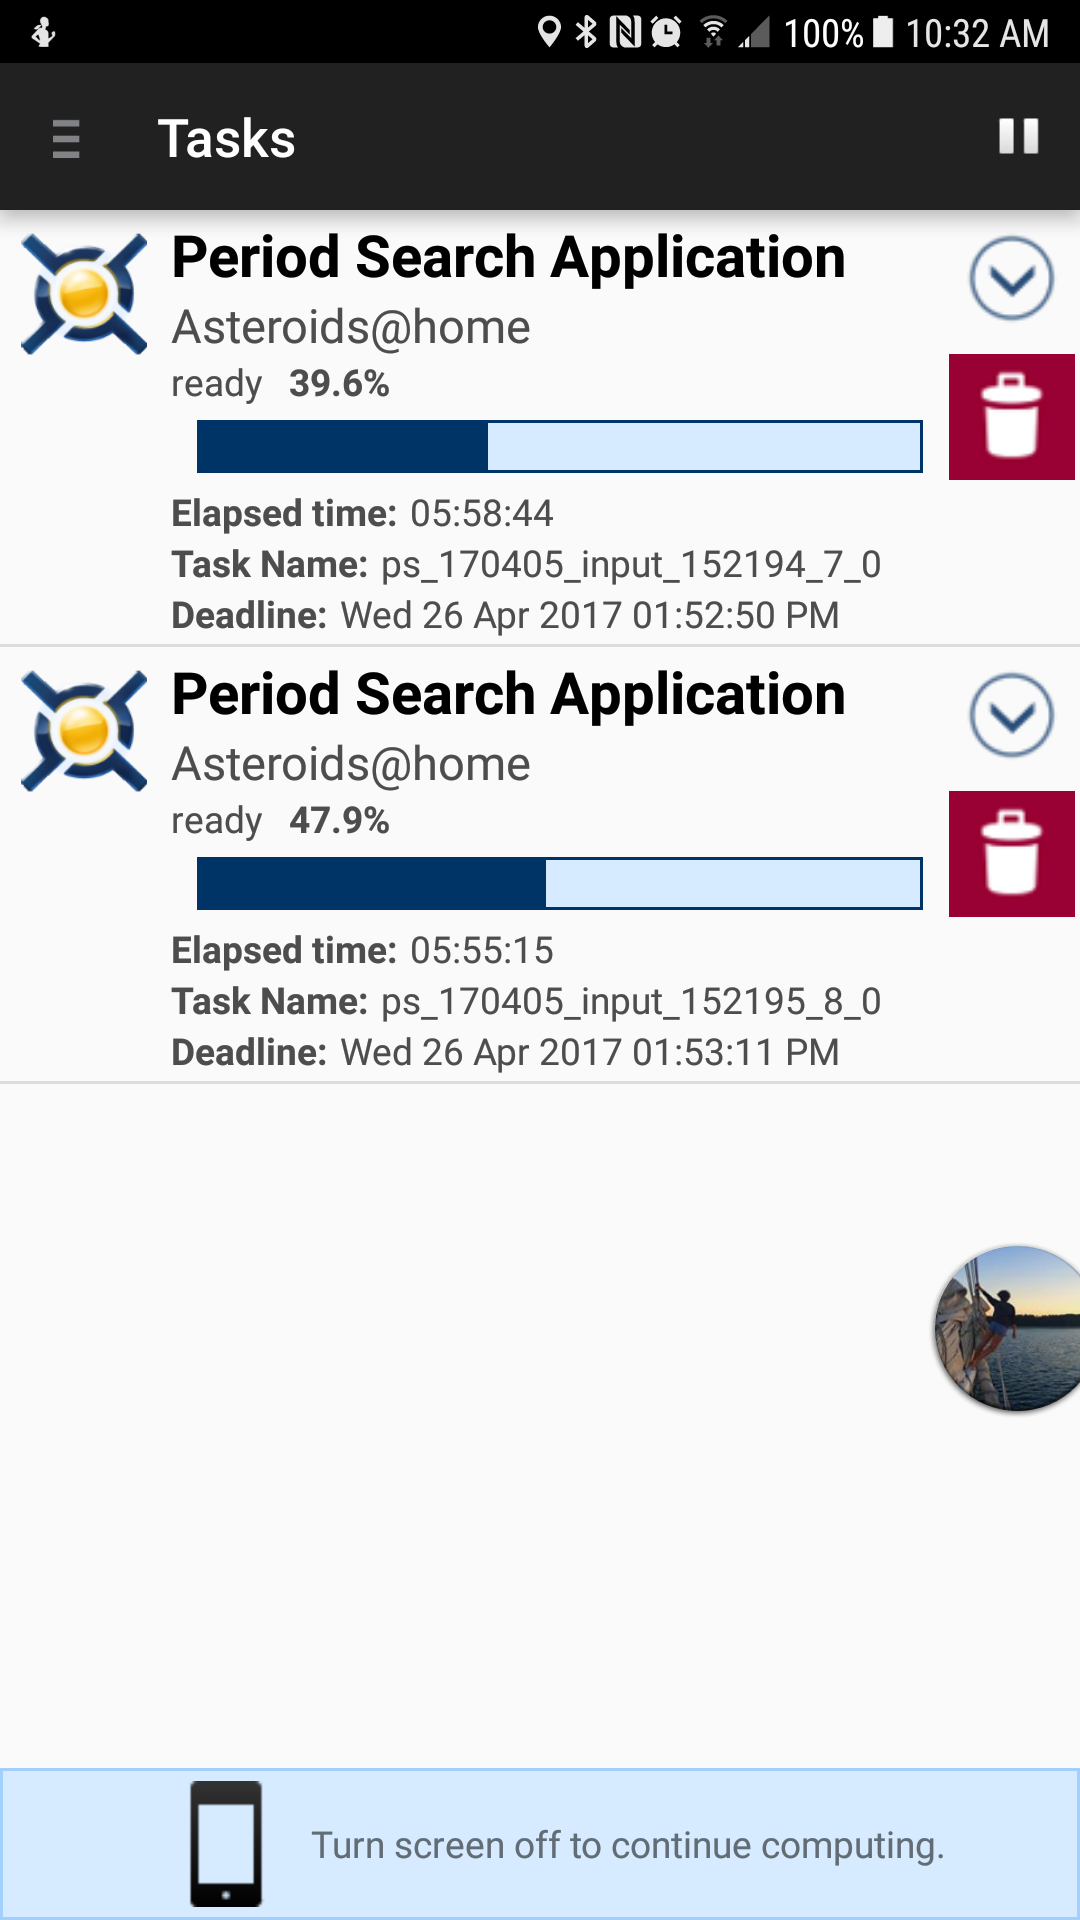 100% 10:32 AM
Tasks
Period Search Application
Asteroids@home
ready 39.6%
Elapsed time: 05:58:44
Task Name: ps_170405_input_152194_7_0
Deadline: Wed 26 Apr 2017 01:52:50 PM
Period Search Application
Asteroids@home
ready 47.9%
Elapsed time: 05:55:15
Task Name: ps_170405_input_152195_8_0
Deadline: Wed 26 Apr 2017 01:53:11 PM
Turn screen off to continue computing.